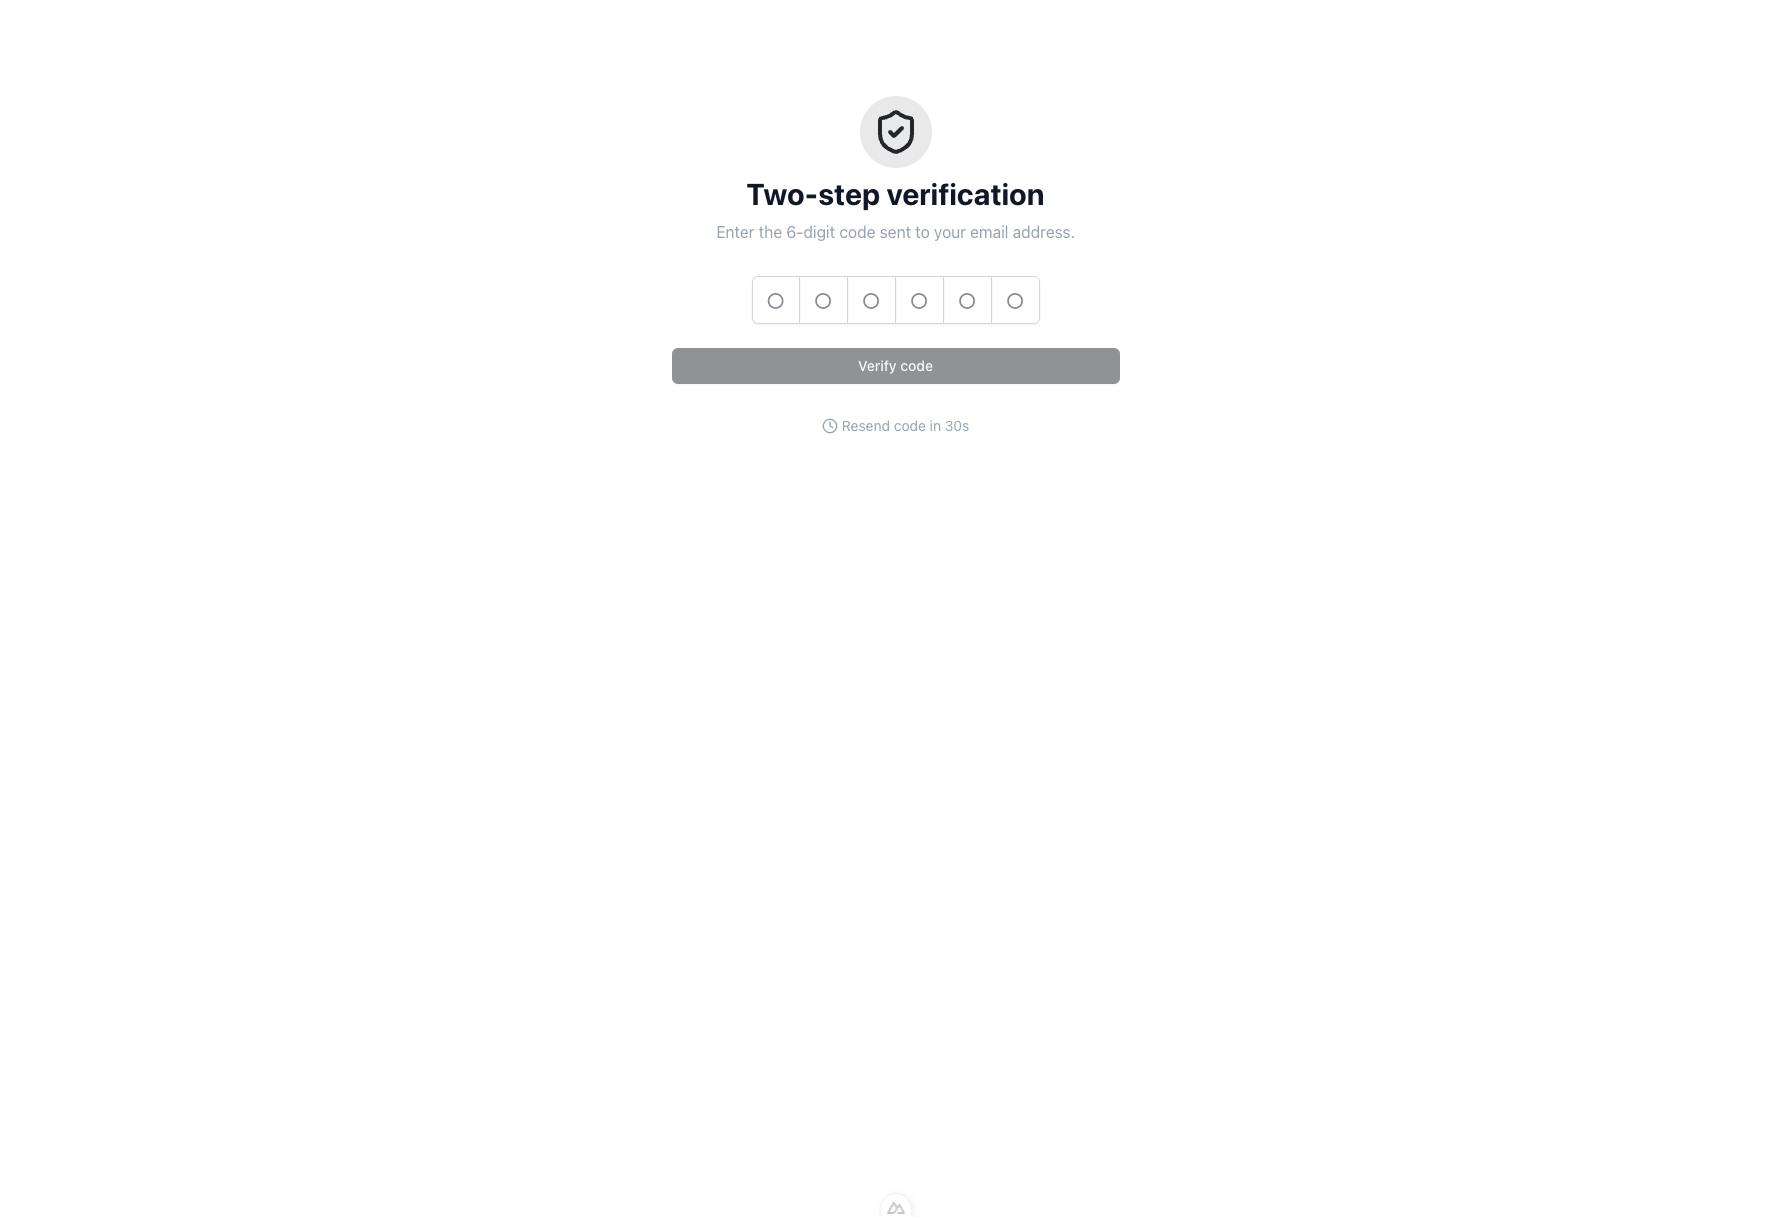 Two-step verification
Enter the 6-digit code sent to your email address.
Verify code
Resend code in 30s